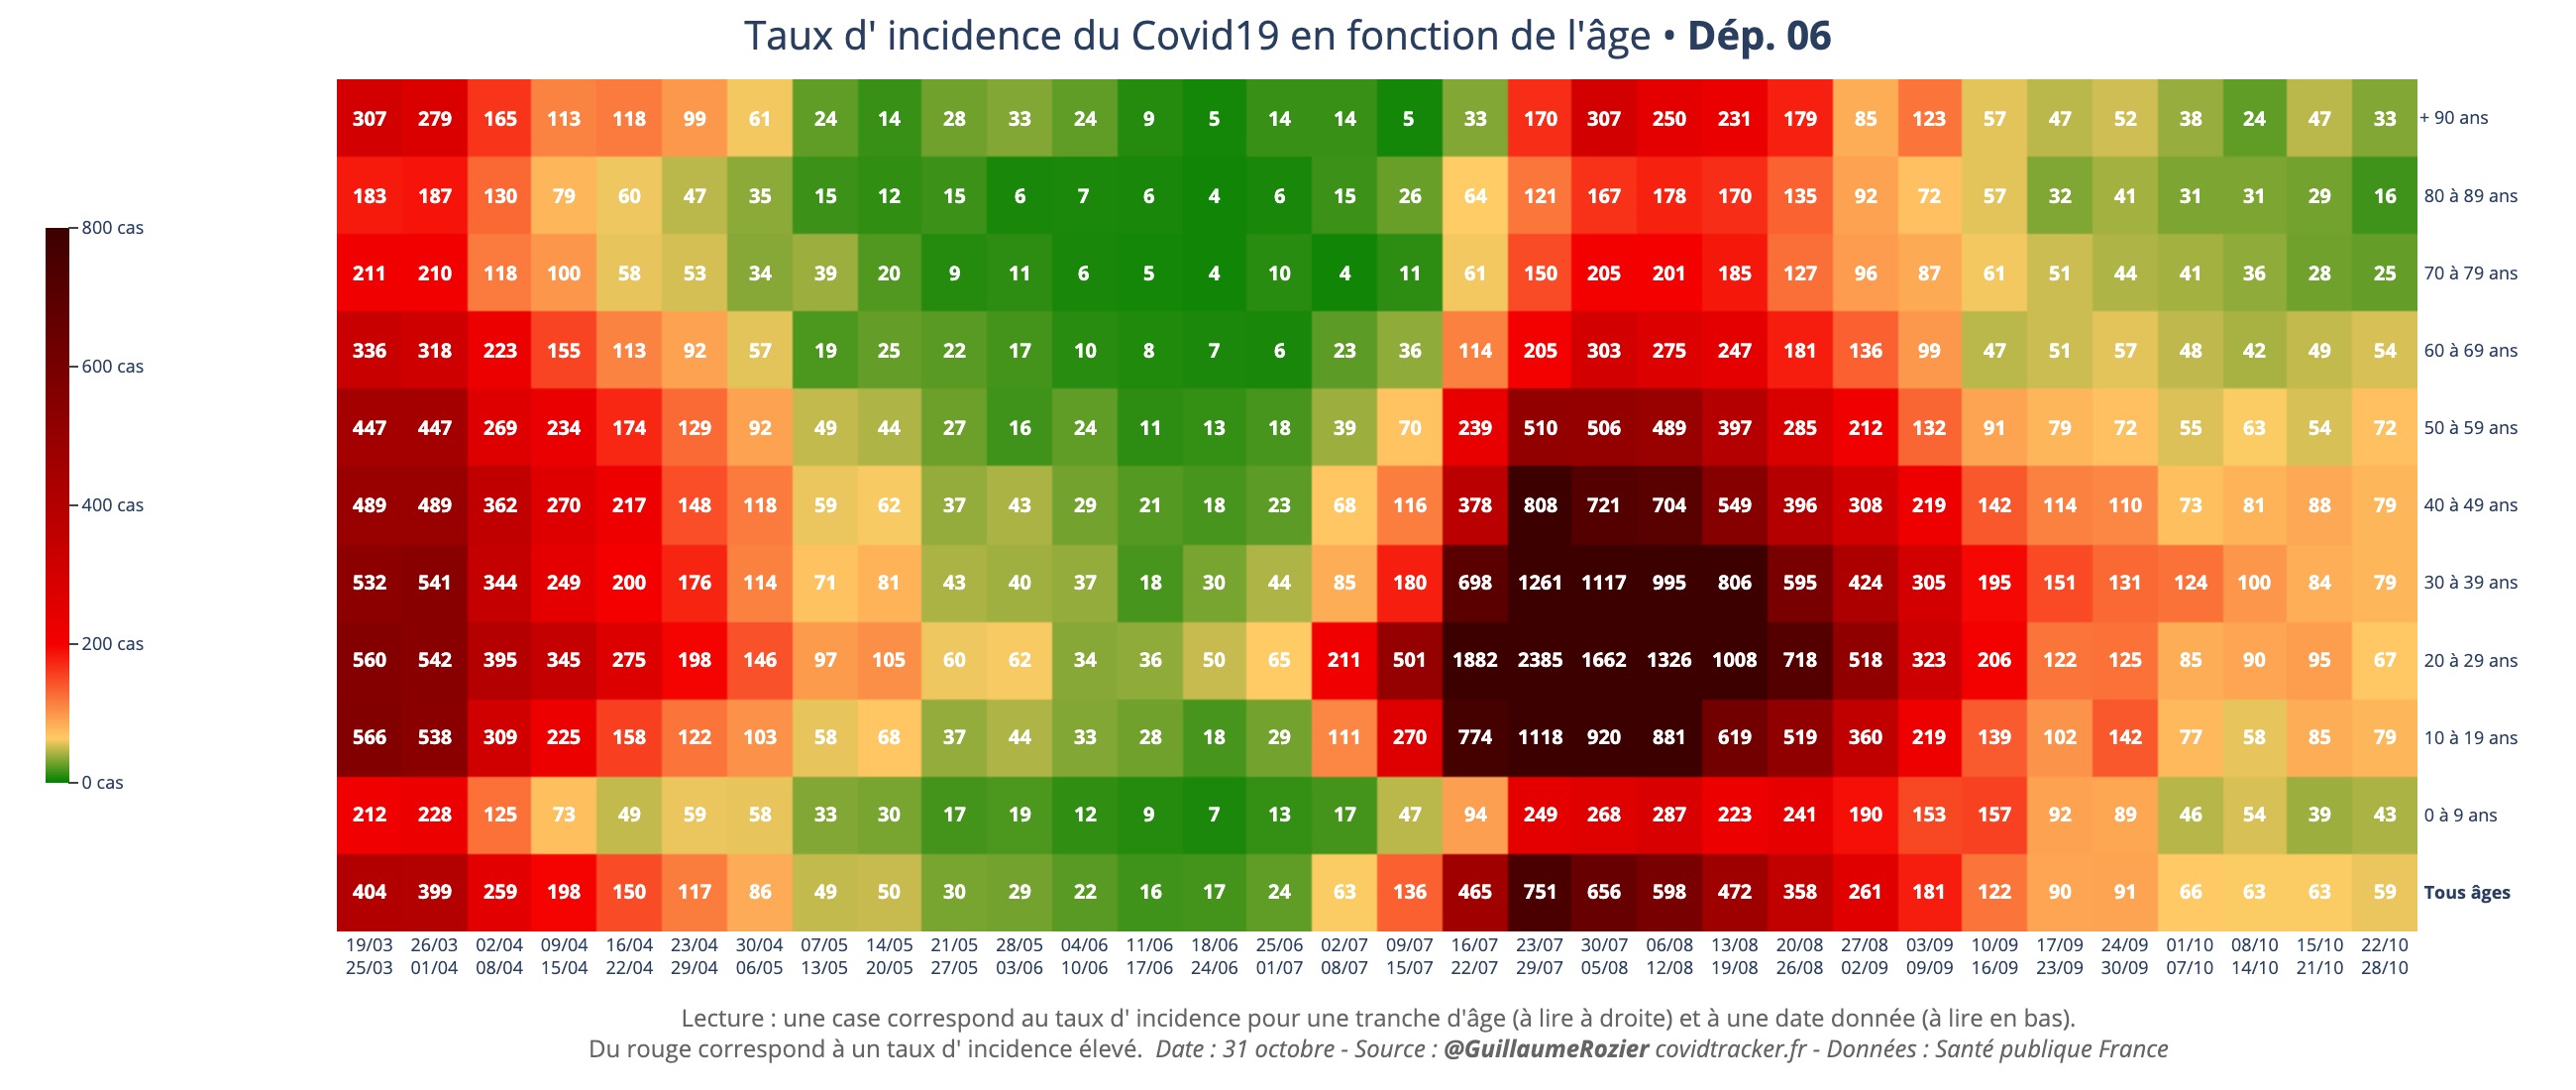 Taux d' incidence du Covid19 en fonction de l'âge • Dép. 06
800 cas
600 cas
400 cas
200 cas
0 cas
307 279 165 113 118 99 61 24 14 28 33 24 9 5 14 14 5 33 170 307 250 231 179 85 123 57 47 52 38 24 47 33 + 90 ans
183 187 130 79 60 47 35 15 12 15 6 7 6 4 6 15 26 64 121 167 178 170 135 92 72 57 32 41 31 31 29 16 80 à 89 ans
211 210 118 100 58 53 34 39 20 9 11 6 5 4 10 4 11 61 150 205 201 185 127 96 87 61 51 44 41 36 28 25 70 à 79 ans
336 318 223 155 113 92 57 19 25 22 17 10 8 7 6 23 36 114 205 303 275 247 181 136 99 47 51 57 48 42 49 54 60 à 69 ans
447 447 269 234 174 129 92 49 44 27 16 24 11 13 18 39 70 239 510 506 489 397 285 212 132 91 79 72 55 63 54 72 50 à 59 ans
489 489 362 270 217 148 118 59 62 37 43 29 21 18 23 68 116 378 808 721 704 549 396 308 219 142 114 110 73 81 88 79 40 à 49 ans
532 541 344 249 200 176 114 71 81 43 40 37 18 30 44 85 180 698 1261 1117 995 806 595 424 305 195 151 131 124 100 84 79 30 à 39 ans
560 542 395 345 275 198 146 97 105 60 62 34 36 50 65 211 501 1882 2385 1662 1326 1008 718 518 323 206 122 125 85 90 95 67 20 à 29 ans
566 538 309 225 158 122 103 58 68 37 44 33 28 18 29 111 270 774 1118 920 881 619 519 360 219 139 102 142 77 58 85 79 10 à 19 ans
212 228 125 73 49 59 58 33 30 17 19 12 9 7 13 17 47 94 249 268 287 223 241 190 153 157 92 89 46 54 39 43 0 à 9 ans
404 399 259 198 150 117 86 49 50 30 29 22 16 17 24 63 136 465 751 656 598 472 358 261 181 122 90 91 66 63 63 59 Tous âges
19/03 26/03 02/04 09/04 16/04 23/04 30/04 07/05 14/05 21/05 28/05 04/06 11/06 18/06 25/06 02/07 09/07 16/07 23/07 30/07 06/08 13/08 20/08 27/08 03/09 10/09 17/09 24/09 01/10 08/10 15/10 22/10
25/03 01/04 08/04 15/04 22/04 29/04 06/05 13/05 20/05 27/05 03/06 10/06 17/06 24/06 01/07 08/07 15/07 22/07 29/07 05/08 12/08 19/08 26/08 02/09 09/09 16/09 23/09 30/09 07/10 14/10 21/10 28/10
Lecture : une case correspond au taux d' incidence pour une tranche d'âge (à lire à droite) et à une date donnée (à lire en bas).
Du rouge correspond à un taux d' incidence élevé. Date : 31 octobre - Source : @GuillaumeRozier covidtracker.fr - Données : Santé publique France